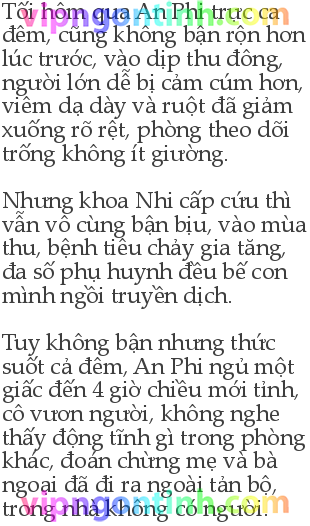 Tối hôm qua An Phi trực ca
đêm, cũng không bận rộn hơn
lúc trước, vào dịp thu đông,
người lớn dễ bị cảm cúm hơn,
viêm dạ dày và ruột đã giảm
xuống rõ rệt, phòng theo dõi
trống không ít giường.
Nhưng khoa Nhi cấp cứu thì
vẫn vô cùng bận bịu, vào mùa
thu, bệnh tiêu chảy gia tăng,
đa số phụ huynh đều bế con
mình ngồi truyền dịch.
Tuy không bận nhưng thức
suốt cả đêm, An Phi ngủ một
giấc đến 4 giờ chiều mới tỉnh,
cô vươn người, không nghe
thấy động tĩnh gì trong phòng
khác, đoán chừng mẹ và bà
ngoại đã đi ra ngoài tản bộ,
trong nhà không có người.
vipngontinh.com
vipngontinh.com